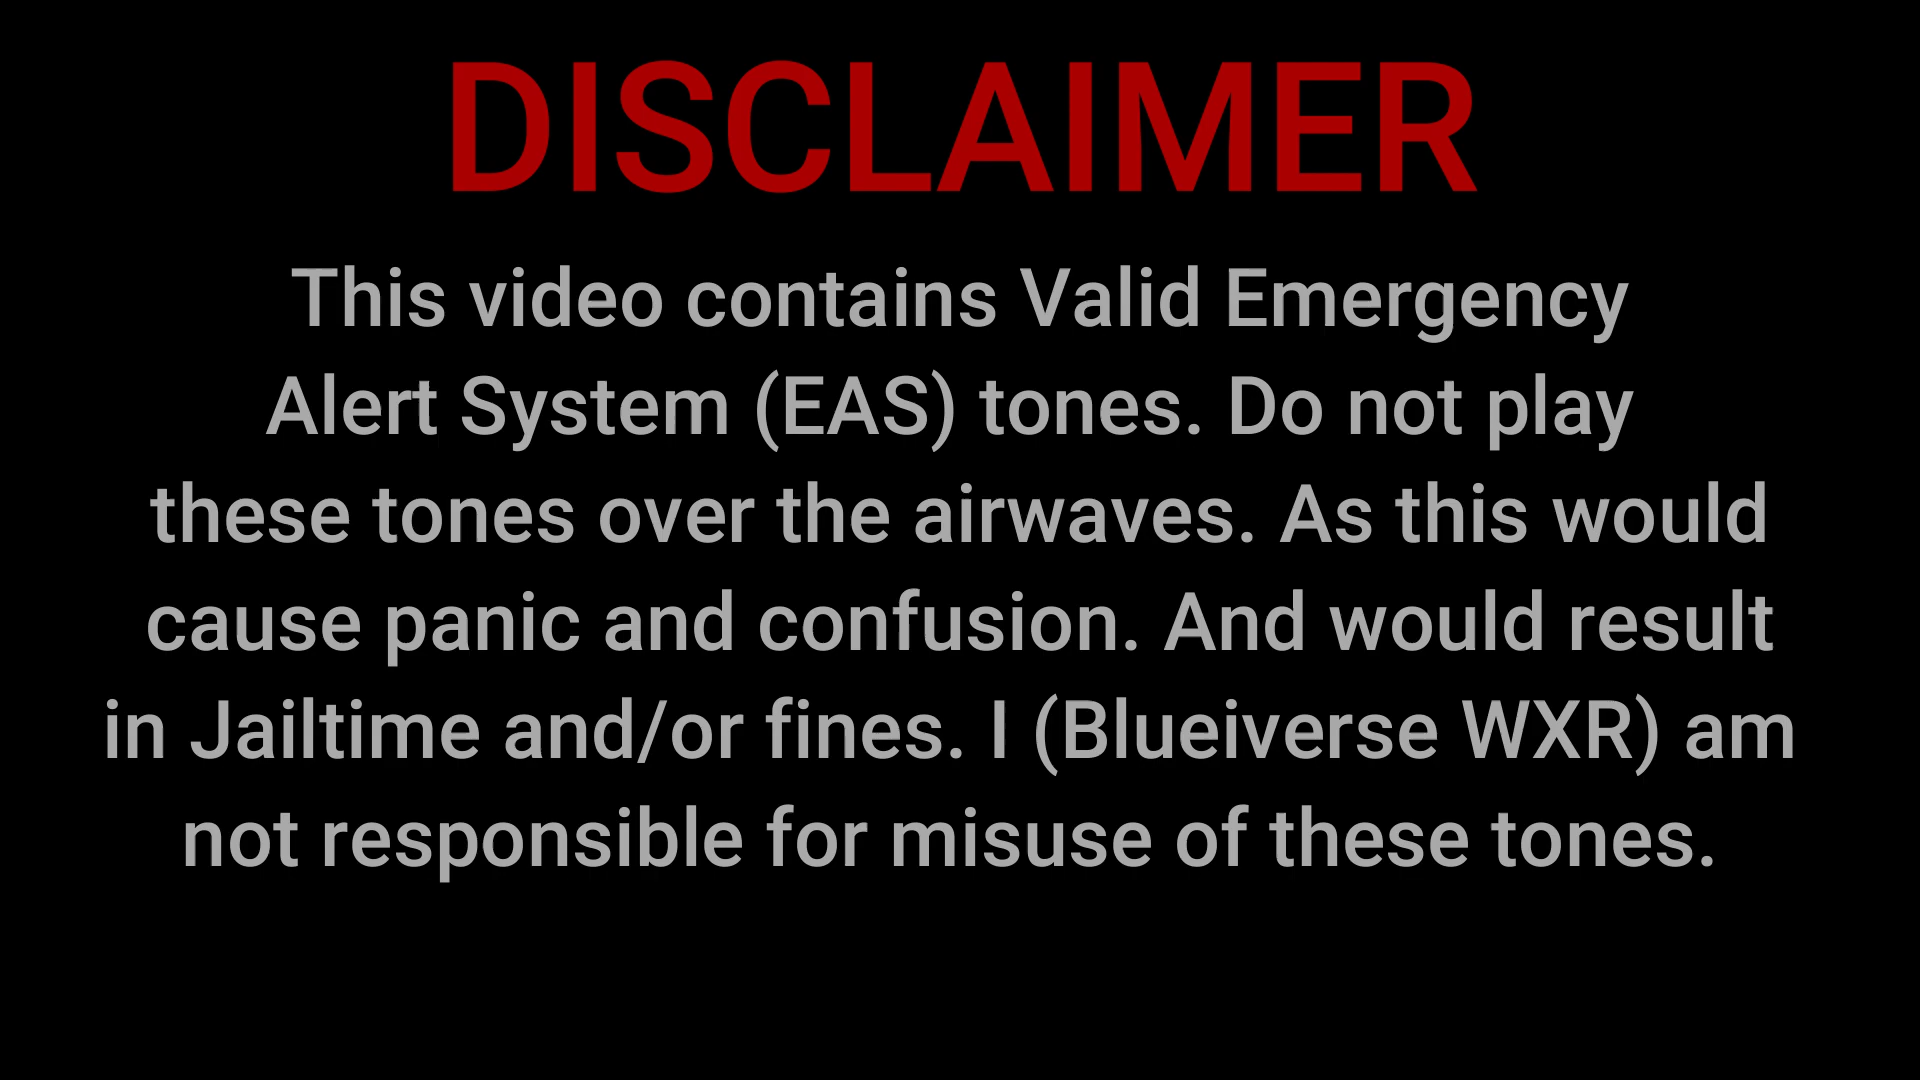 DISCLAIMER
This video contains Valid Emergency
Alert System (EAS) tones. Do not play
these tones over the airwaves. As this would
cause panic and confusion. And would result
in Jailtime and/or fines. I (Blueiverse WXR) am
not responsible for misuse of these tones.